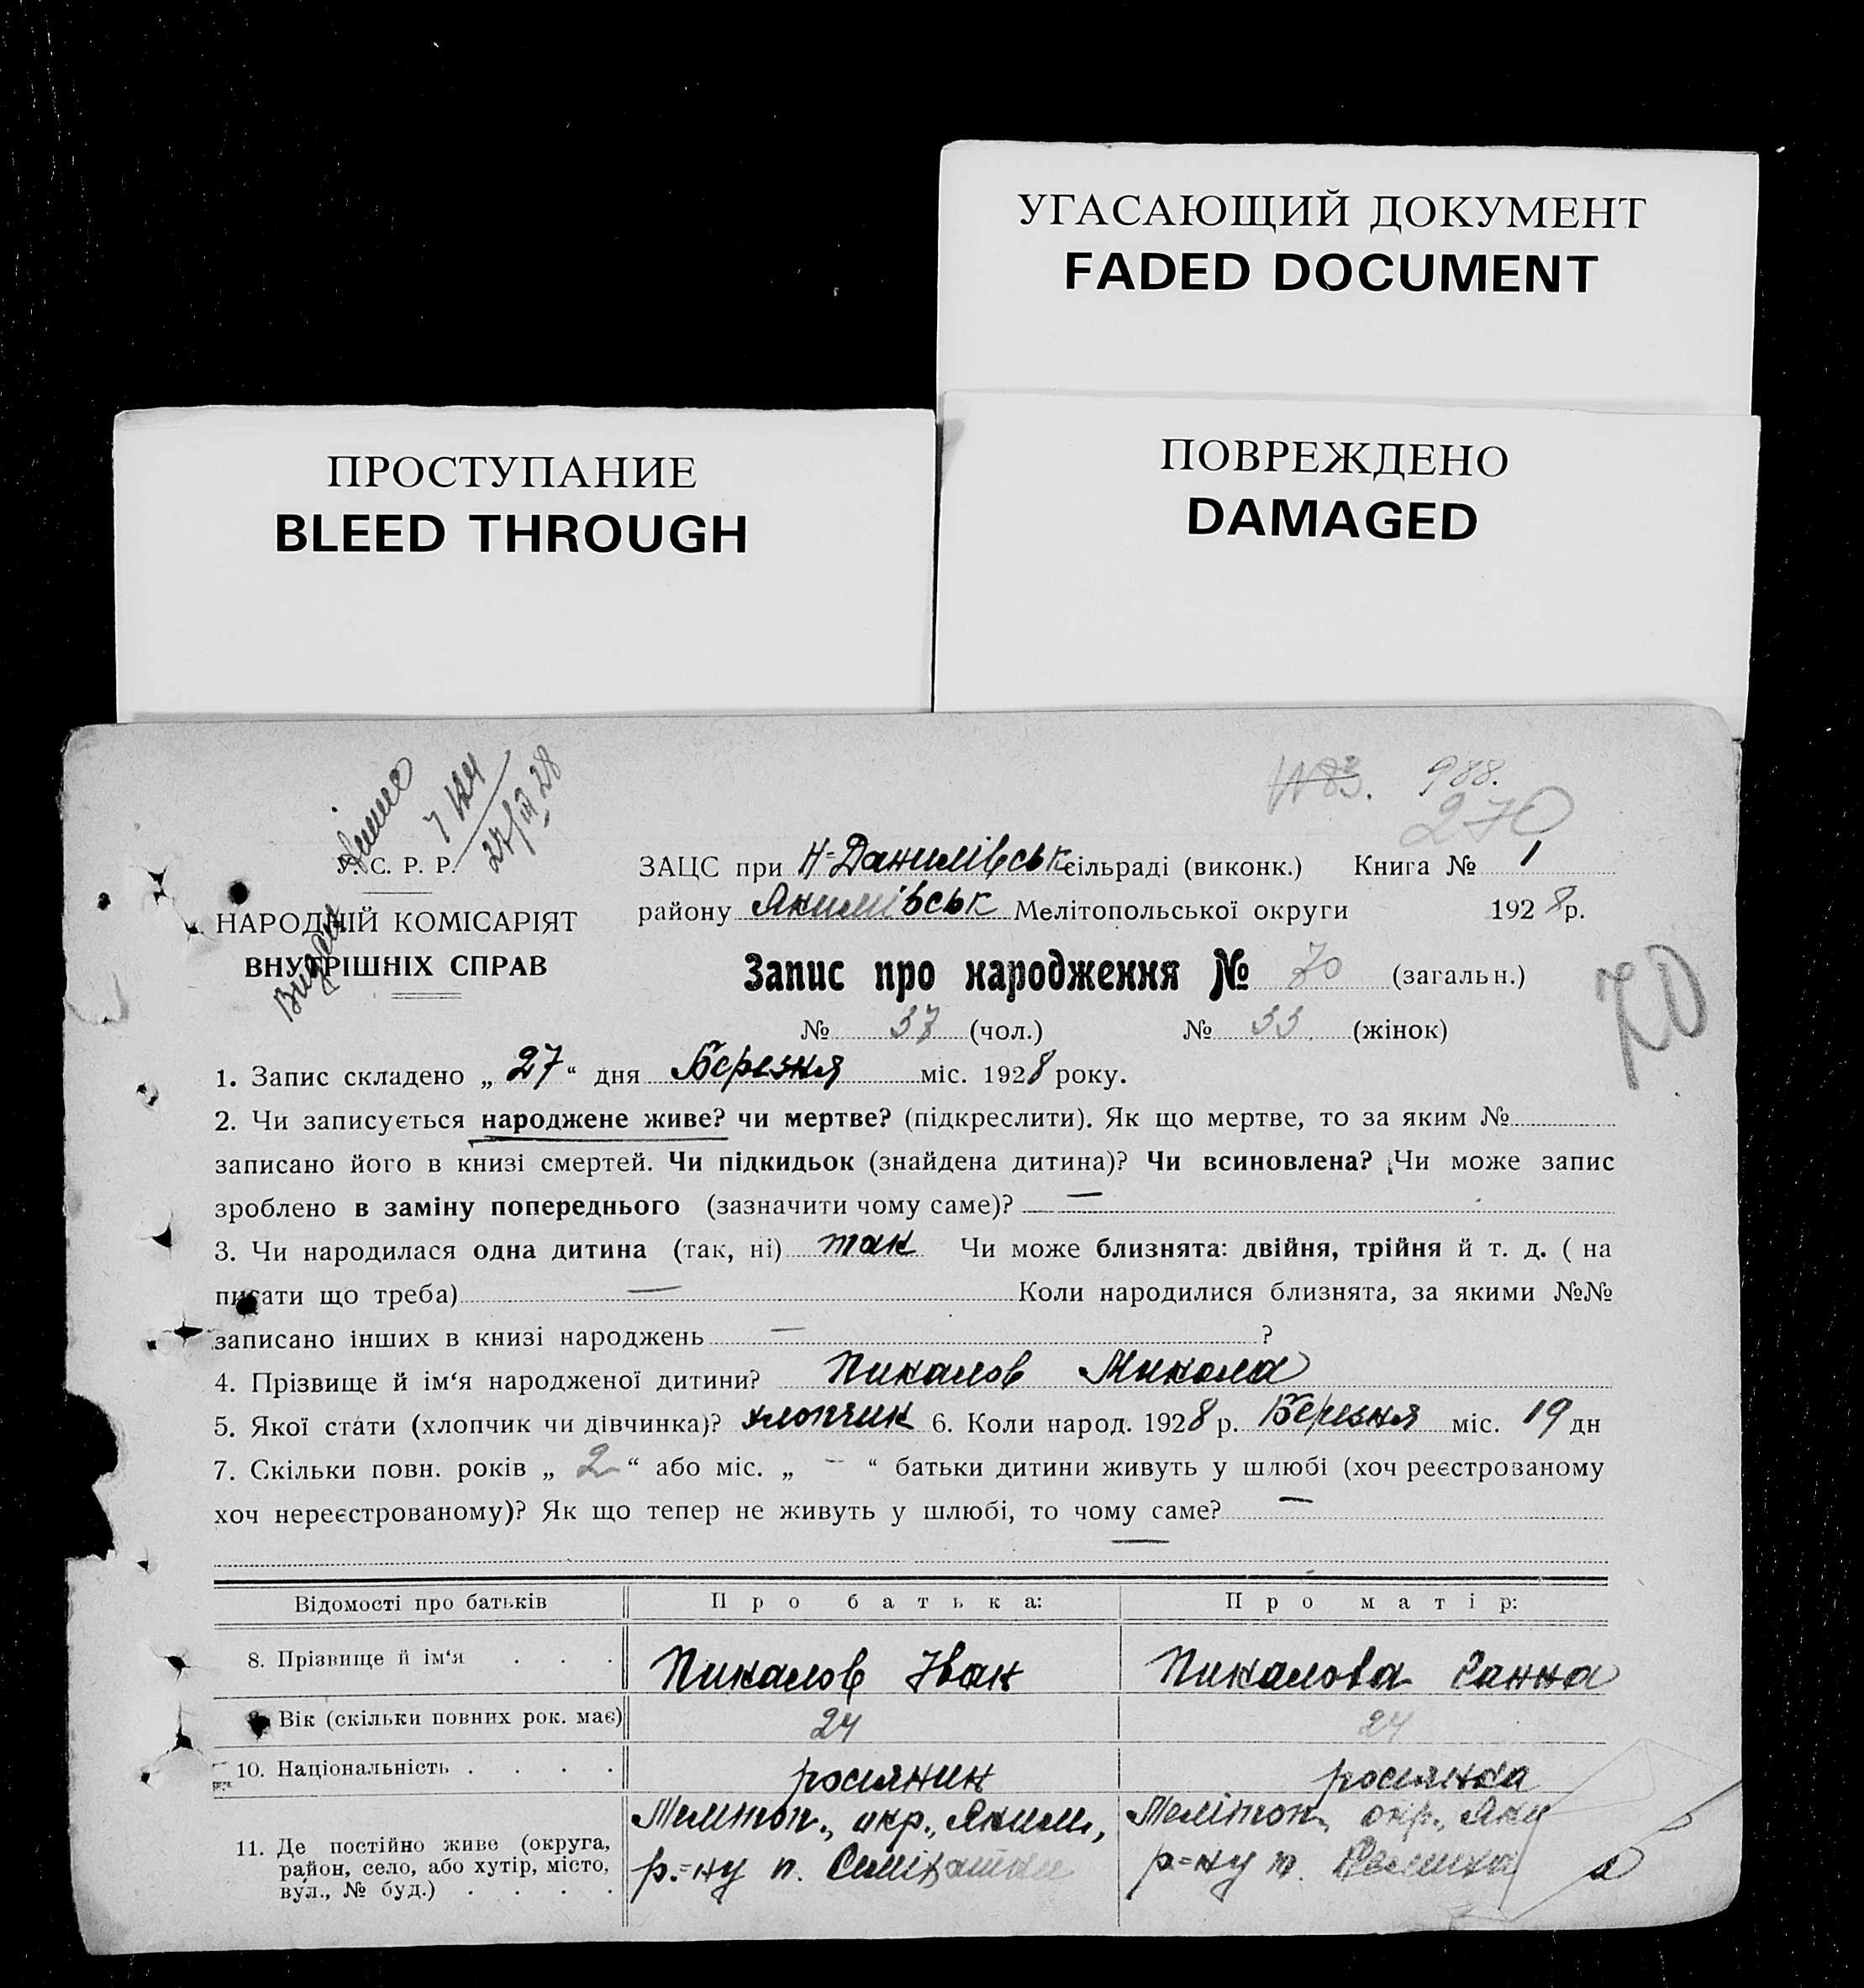 УГАСАЮЩИЙ ДОКУМЕНТ
FADED DOCUMENT
ПРОСТУПАНИЕ
BLEED THROUGH
ПОВРЕЖДЕНО
DAMAGED
988.
270
У. С. Р. Р.
НАРОДНІЙ КОМІСАРІЯТ
ВНУТРІШНІХ СПРАВ
ЗАЦС при Н-Данилівськ сільраді (виконк.) Книга № 1
району Якимівськ Мелітопольської округи 1928 р.
Запис про народження № 70 (загальн.)
70
№ 37 (чол.) № 33 (жінок)
1. Запис складено „27“ дня Березня міс. 1928 року.
2. Чи записується народжене живе? чи мертве? (підкреслити). Як що мертве, то за яким №
записано його в книзі смертей. Чи підкидьок (знайдена дитина)? Чи всиновлена? Чи може запис
зроблено в заміну попереднього (зазначити чому саме)? —
3. Чи народилася одна дитина (так, ні) так Чи може близнята: двійня, трійня й т. д. ( на
писати що треба) — Коли народилися близнята, за якими №№
записано інших в книзі народжень — ?
4. Прізвище й ім‘я народженої дитини? Пикалов Микола
5. Якої стати (хлопчик чи дівчинка)? хлопчик 6. Коли народ. 1928 р. Березня міс. 19 дн
7. Скільки повн. років „2“ або міс. „-“ батьки дитини живуть у шлюбі (хоч реєстрованому
хоч нереєстрованому)? Як що тепер не живуть у шлюбі, то чому саме? —
Відомості про батьків Про батька: Про матір:
8. Прізвище й ім‘я . . . Пикалов Іван Пикалова Ганна
9. Вік (скільки повних рок. має) 24 24
10. Національність . . . . росиянин росиянка
11. Де постійно живе (округа, район, село, або хутір, місто, вул., № буд.) . . . .
Мелітоп., окр., Яким., Мелітоп., окр., Яки
р.=ну п. р=ну п.